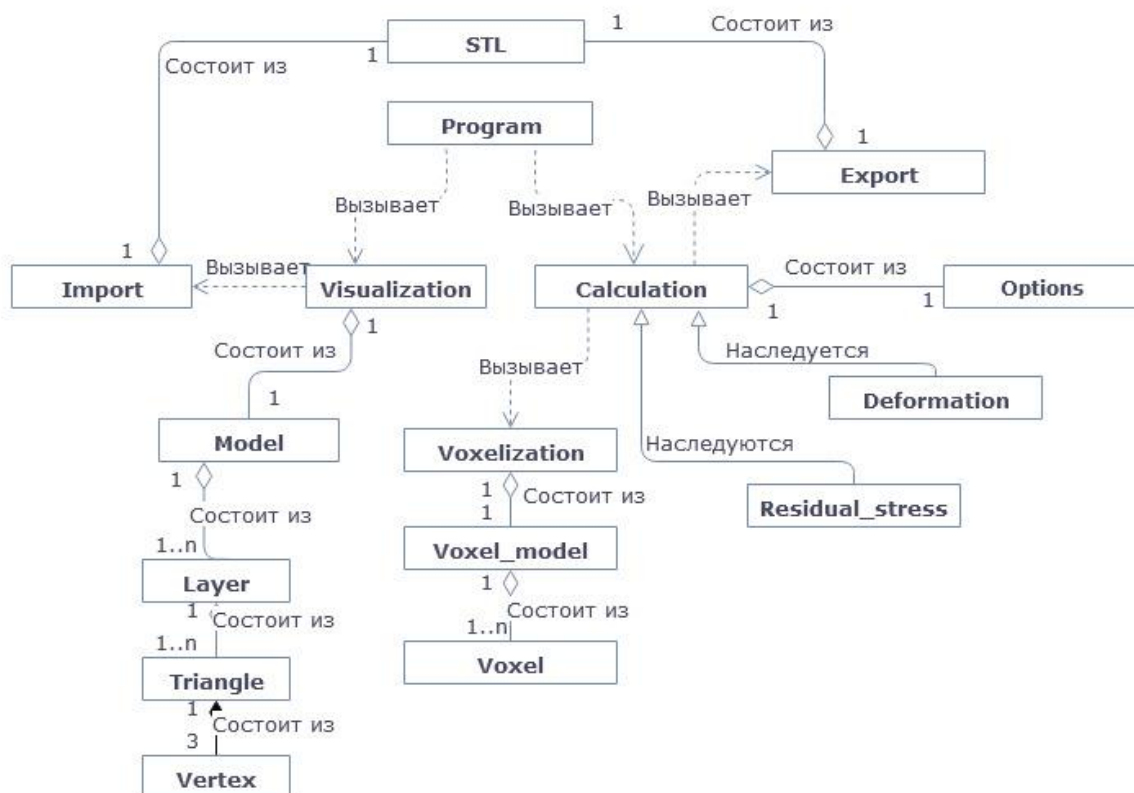 1
Состоит из
STL
1
Состоит из
Program
1
Export
Вызывает
Вызывает
Вызывает
1
Import
Вызывает
Visualization
Calculation
Состоит из
1
1
Options
1
Состоит из
1
Model
Вызывает
Наследуется
Deformation
Наследуются
Residual_stress
Voxelization
1
Состоит из
1
Voxel_model
1
Состоит из
1..n
Voxel
1
Состоит из
1..n
Layer
1
Состоит из
1..n
Triangle
1
Состоит из
3
Vertex